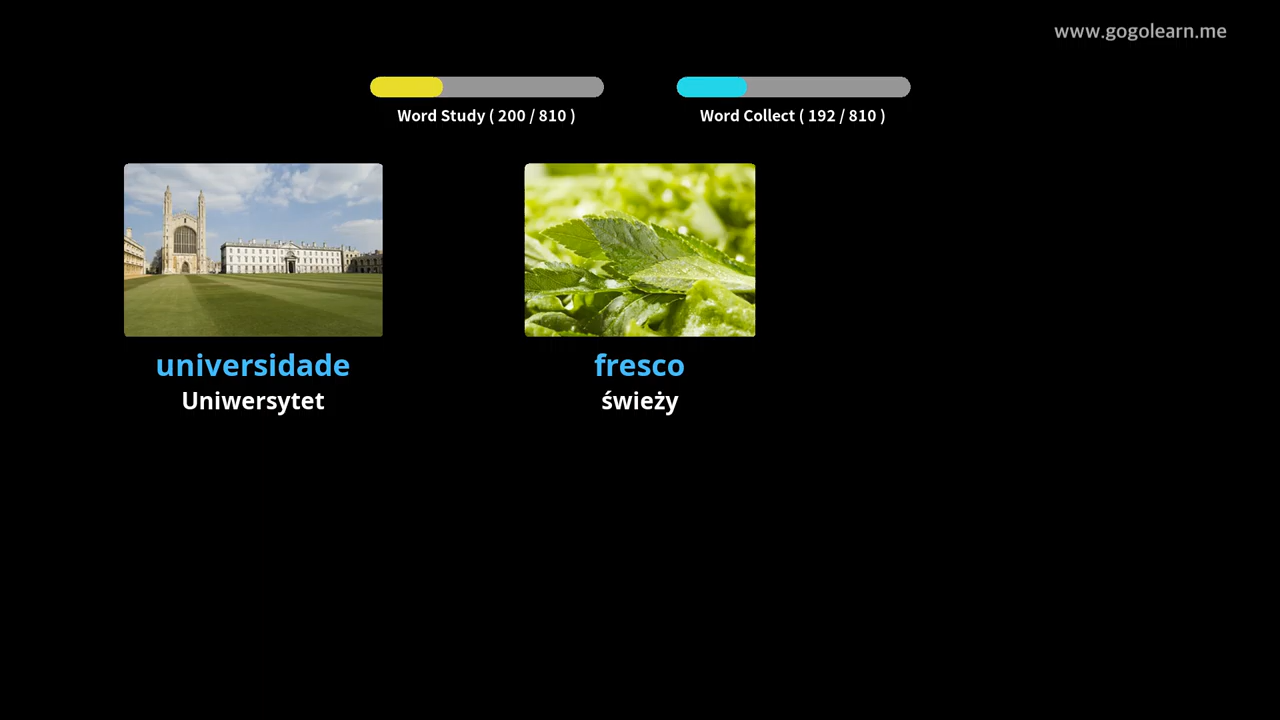 www.gogolearn.me
Word Study ( 200 / 810 )
Word Collect ( 192 / 810 )
universidade
Uniwersytet
fresco
świeży